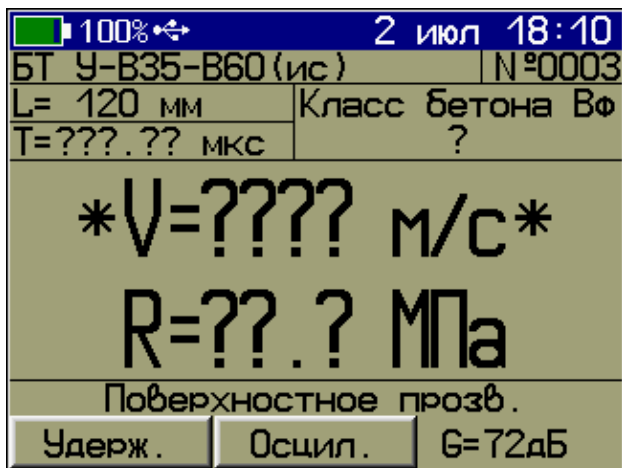 100% 2 июл 18:10
БТ У-В35-В60(ис) №0003
L= 120 мм
Класс бетона Вф
T=???.?? мкс
?
*V=???? м/с*
R=??.? МПа
Поверхностное прозв.
Удерж. Осцил. G=72дБ